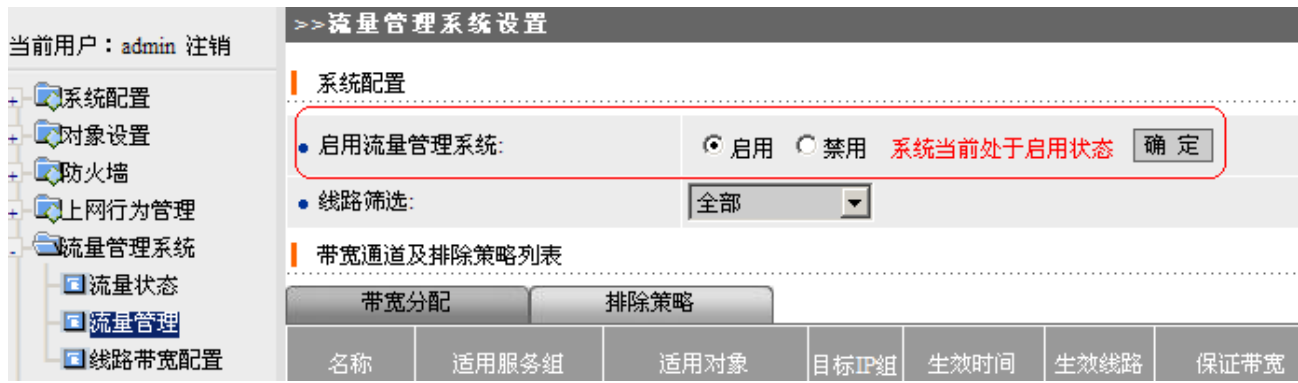 当前用户：admin 注销
系统配置
对象设置
防火墙
上网行为管理
流量管理系统
流量状态
流量管理
线路带宽配置
>>流量管理系统设置
系统配置
启用流量管理系统: 启用 禁用 系统当前处于启用状态 确定
线路筛选: 全部
带宽通道及排除策略列表
带宽分配 排除策略
名称 适用服务组 适用对象 目标IP组 生效时间 生效线路 保证带宽